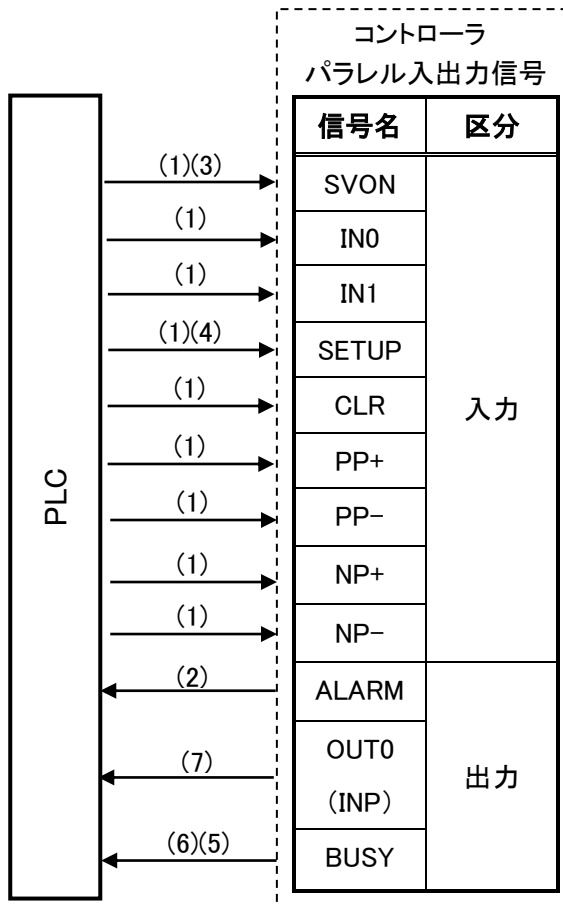 コントローラ
パラレル入出力信号
信号名 区分
(1)(3) SVON
(1) IN0
(1) IN1
(1)(4) SETUP
(1) CLR 入力
(1) PP+
PLC
(1) PP-
(1) NP+
(1) NP-
(2) ALARM
(7) OUT0
(INP) 出力
(6)(5) BUSY